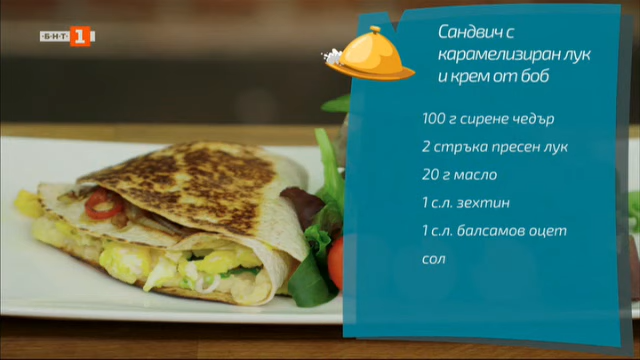 БНТ 1
Сандвич с
карамелизиран лук
и крем от боб
100 г сирене чедър
2 стръка пресен лук
20 г масло
1 с.л. зехтин
1 с.л. балсамов оцет
сол